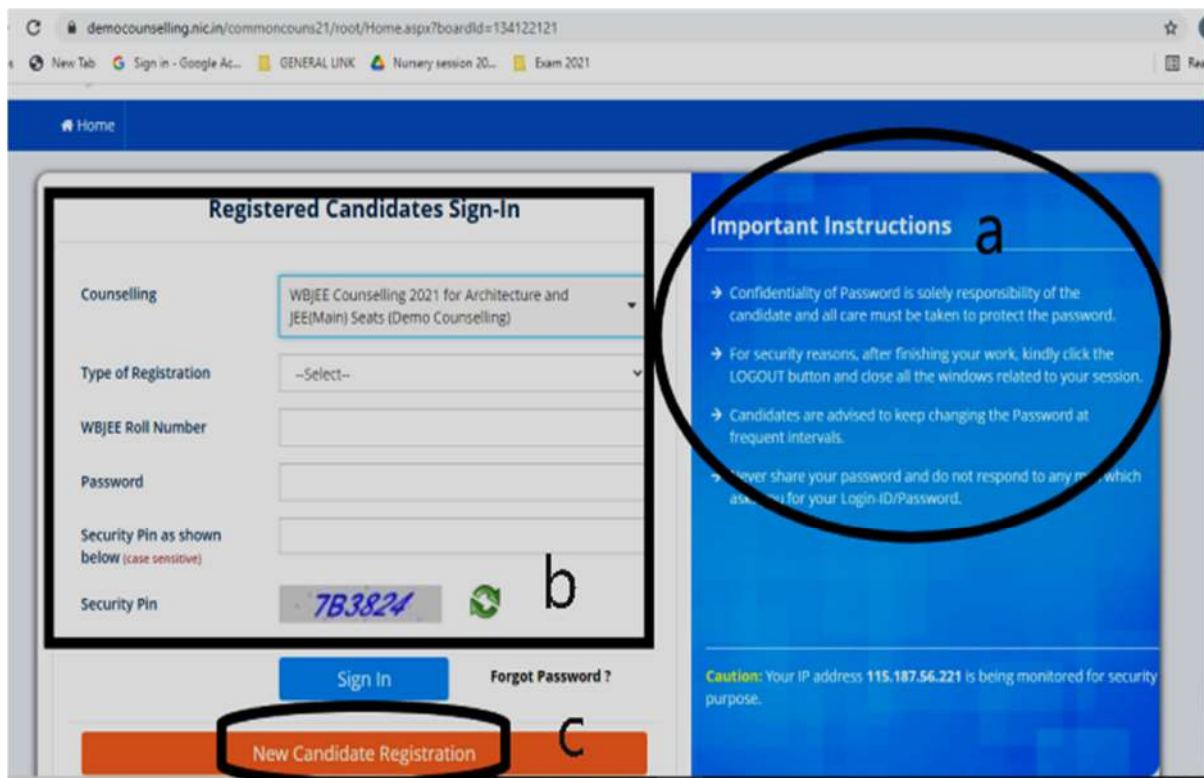 democounselling.nic.in/commoncouns21/root/Home.aspx?boardId=134122121
New Tab Sign in - Google Ac... GENERAL LINK Nursery session 20... Exam 2021
Home
Registered Candidates Sign-In
Counselling
WBJEE Counselling 2021 for Architecture and
JEE(Main) Seats (Demo Counselling)
Type of Registration
--Select--
WBJEE Roll Number
Password
Security Pin as shown
below (case sensitive)
Security Pin
7B3824
b
Sign In
Forgot Password ?
New Candidate Registration
c
Important Instructions
a
Confidentiality of Password is solely responsibility of the
candidate and all care must be taken to protect the password.
For security reasons, after finishing your work, kindly click the
LOGOUT button and close all the windows related to your session.
Candidates are advised to keep changing the Password at
frequent intervals.
Never share your password and do not respond to any which
you for your Login-ID/Password.
Caution: Your IP address 115.187.56.221 is being monitored for security
purpose.